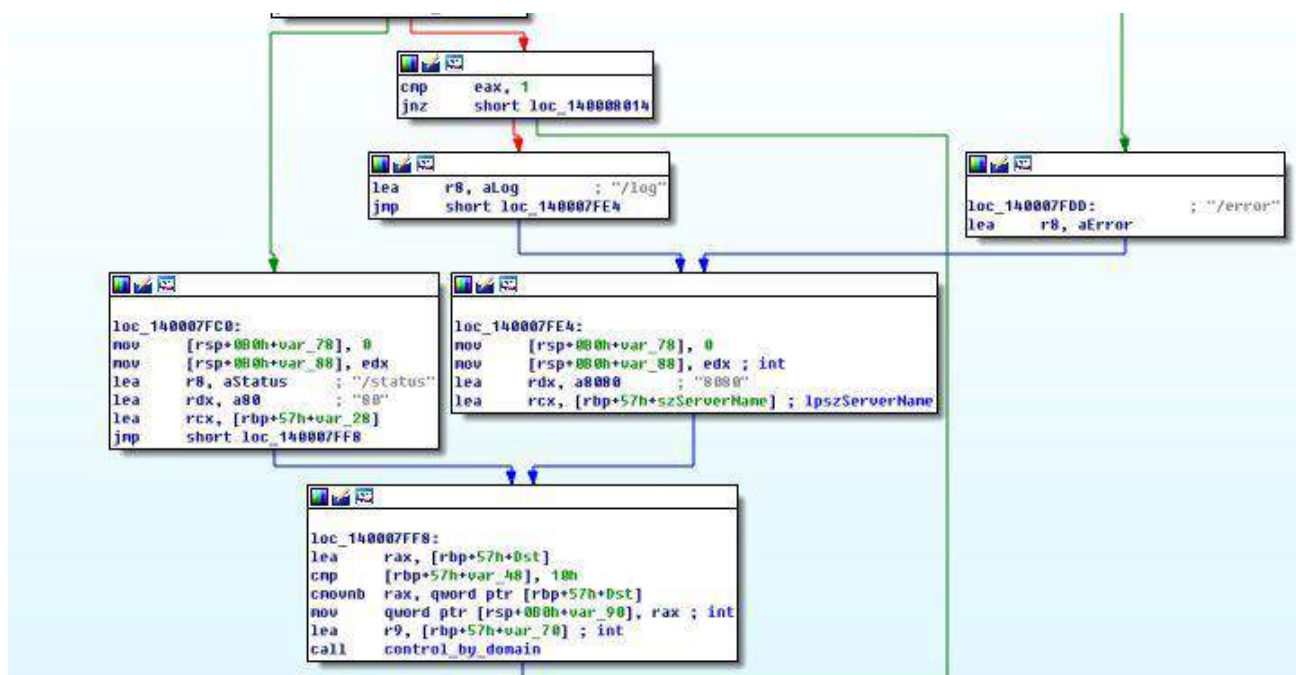 cmp eax, 1
jnz short loc_140008014
lea r8, aLog ; "/log"
jmp short loc_140007FE4
loc_140007FDD: ; "/error"
lea r8, aError
loc_140007FC0:
mov [rsp+0B0h+var_78], 0
mov [rsp+0B0h+var_88], edx
lea r8, aStatus ; "/status"
lea rdx, a80 ; "80"
lea rcx, [rbp+57h+var_28]
jmp short loc_140007FF8
loc_140007FE4:
mov [rsp+0B0h+var_78], 0
mov [rsp+0B0h+var_88], edx ; int
lea rdx, a8080 ; "8080"
lea rcx, [rbp+57h+szServerName] ; lpszServerName
loc_140007FF8:
lea rax, [rbp+57h+Dst]
cmp [rbp+57h+var_48], 10h
cmovnb rax, qword ptr [rbp+57h+Dst]
mov qword ptr [rsp+0B0h+var_90], rax ; int
lea r9, [rbp+57h+var_70] ; int
call control_by_domain